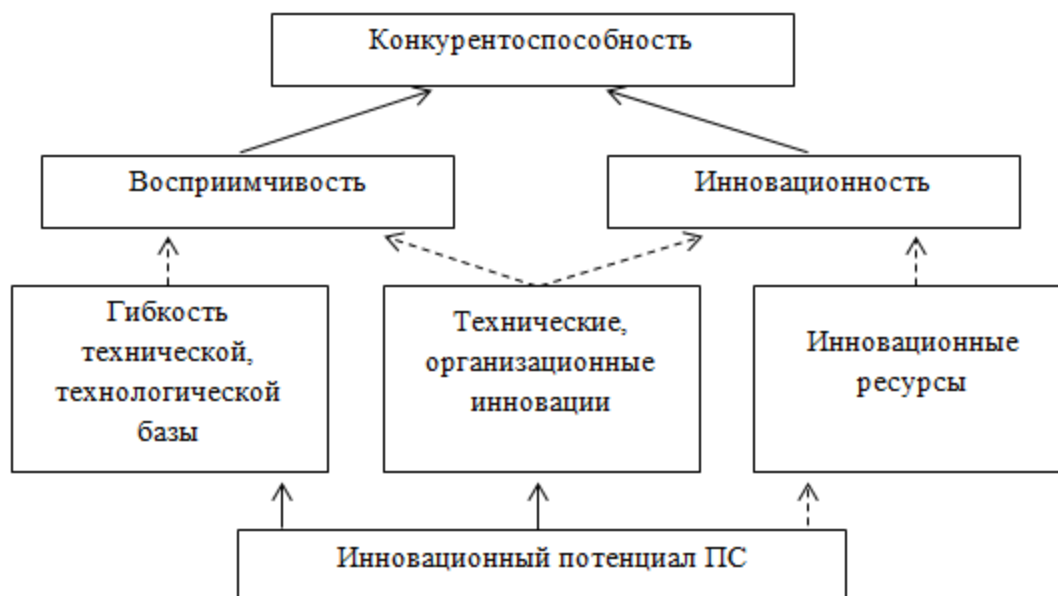 Конкурентоспособность
Восприимчивость
Инновационность
Гибкость
технической,
технологической
базы
Технические,
организационные
инновации
Инновационные
ресурсы
Инновационный потенциал ПС